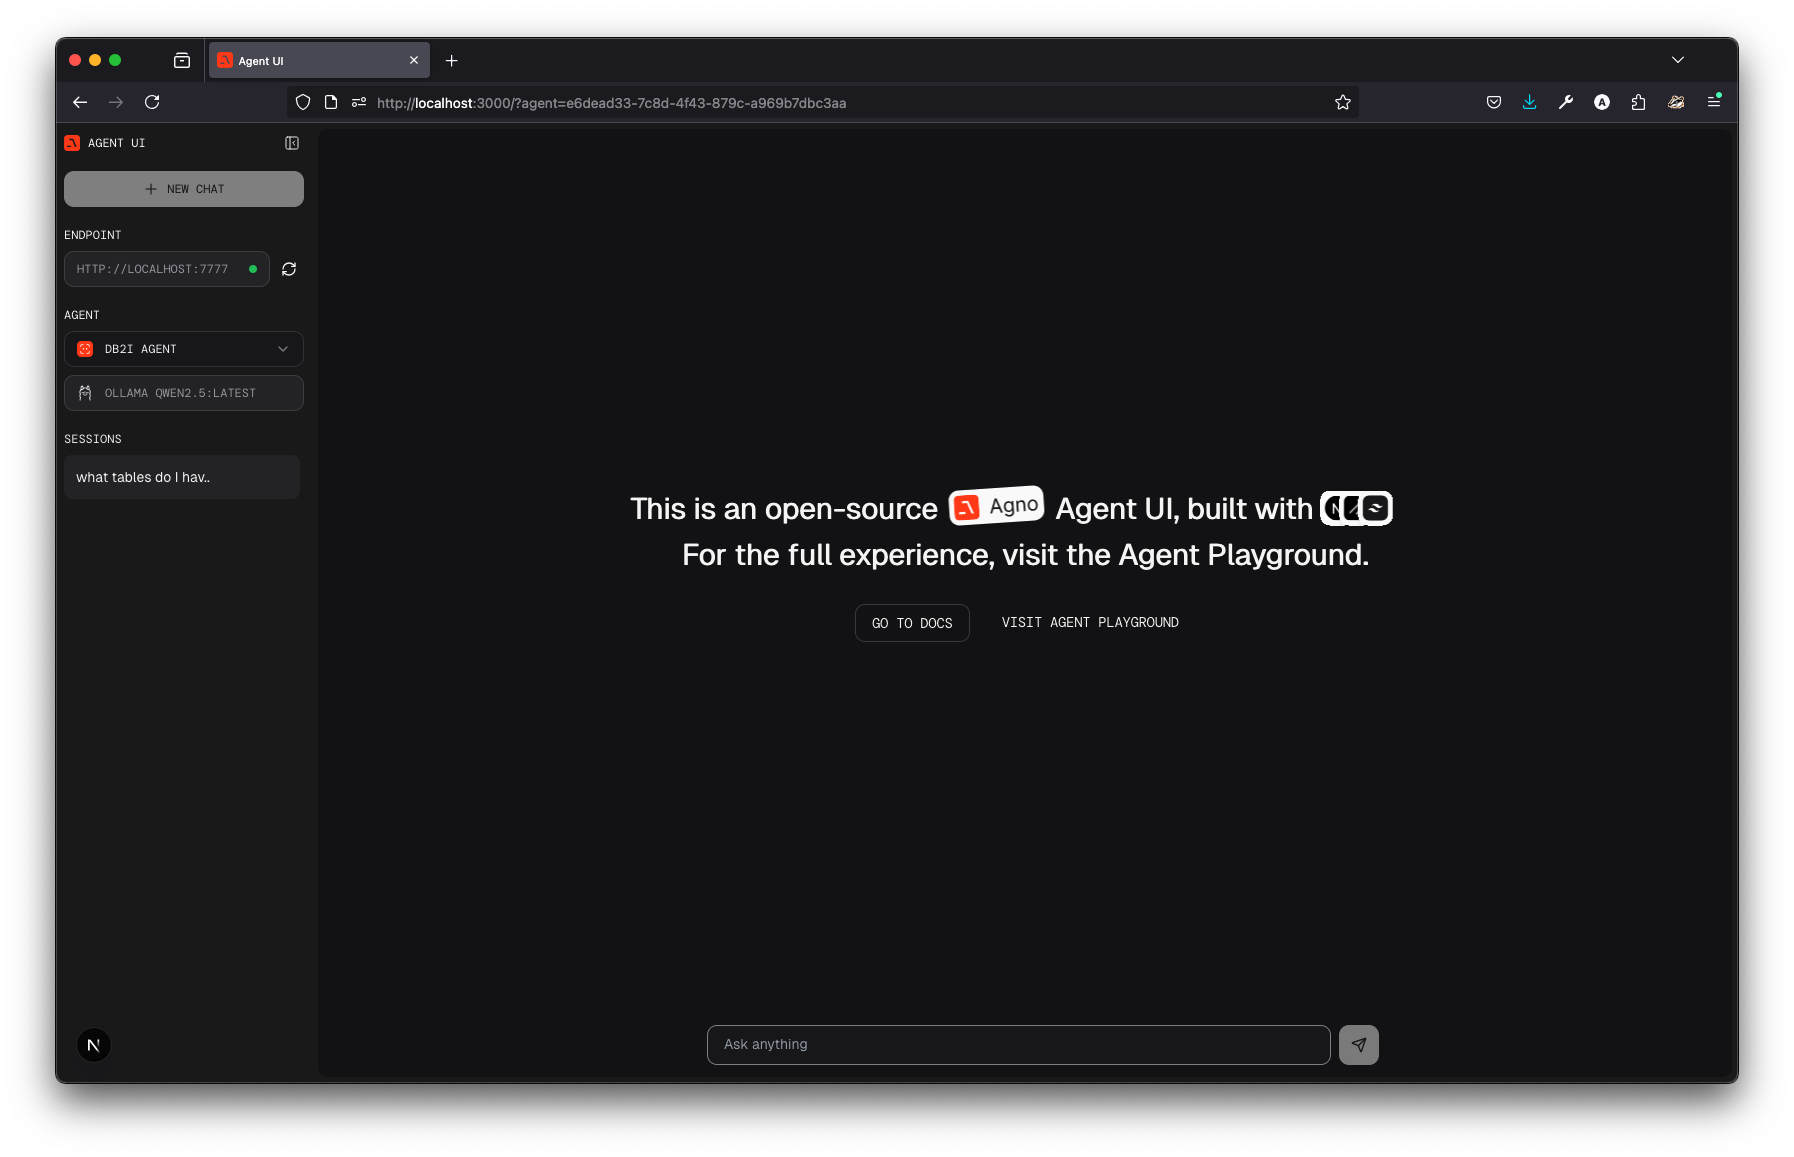 Agent UI
http://localhost:3000/?agent=e6dead33-7c8d-4f43-879c-a969b7dbc3aa
AGENT UI
NEW CHAT
ENDPOINT
HTTP://LOCALHOST:7777
AGENT
DB2I AGENT
OLLAMA QWEN2.5:LATEST
SESSIONS
what tables do I hav..
This is an open-source Agno Agent UI, built with
For the full experience, visit the Agent Playground.
GO TO DOCS
VISIT AGENT PLAYGROUND
Ask anything
N